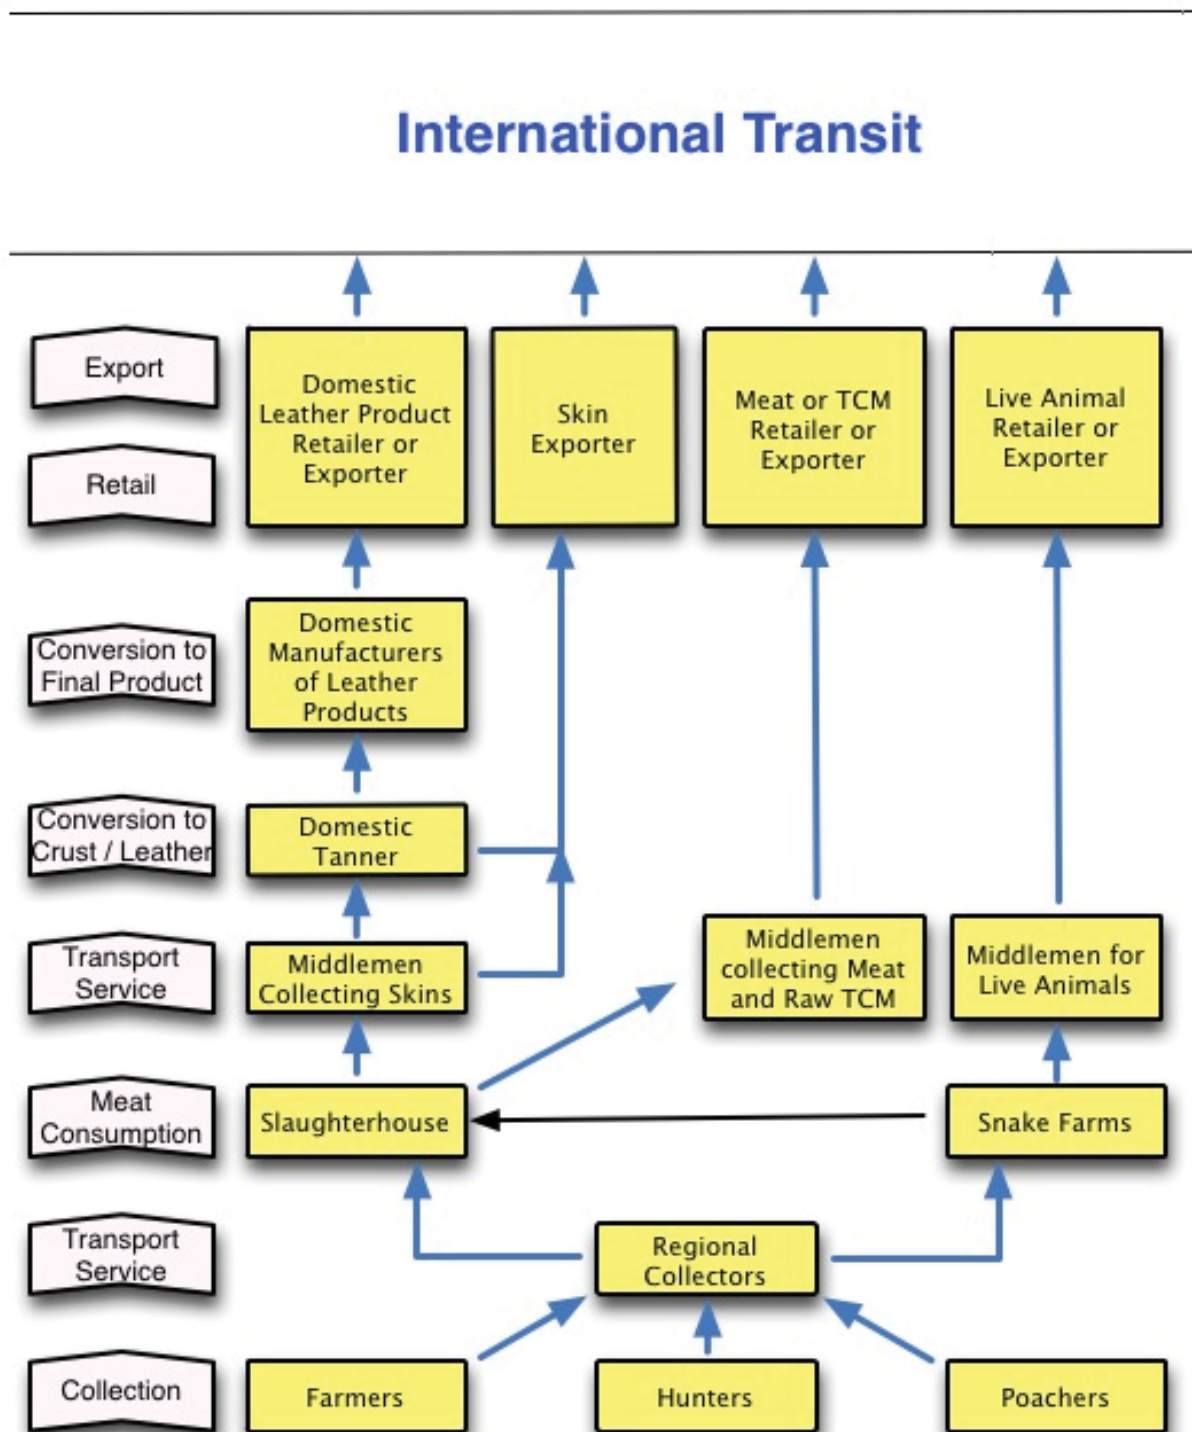 International Transit
Export
Retail
Domestic
Leather Product
Retailer or
Exporter
Skin
Exporter
Meat or TCM
Retailer or
Exporter
Live Animal
Retailer or
Exporter
Conversion to
Final Product
Domestic
Manufacturers
of Leather
Products
Conversion to
Crust / Leather
Domestic
Tanner
Transport
Service
Middlemen
Collecting Skins
Middlemen
collecting Meat
and Raw TCM
Middlemen for
Live Animals
Meat
Consumption
Slaughterhouse
Snake Farms
Transport
Service
Regional
Collectors
Collection
Farmers
Hunters
Poachers